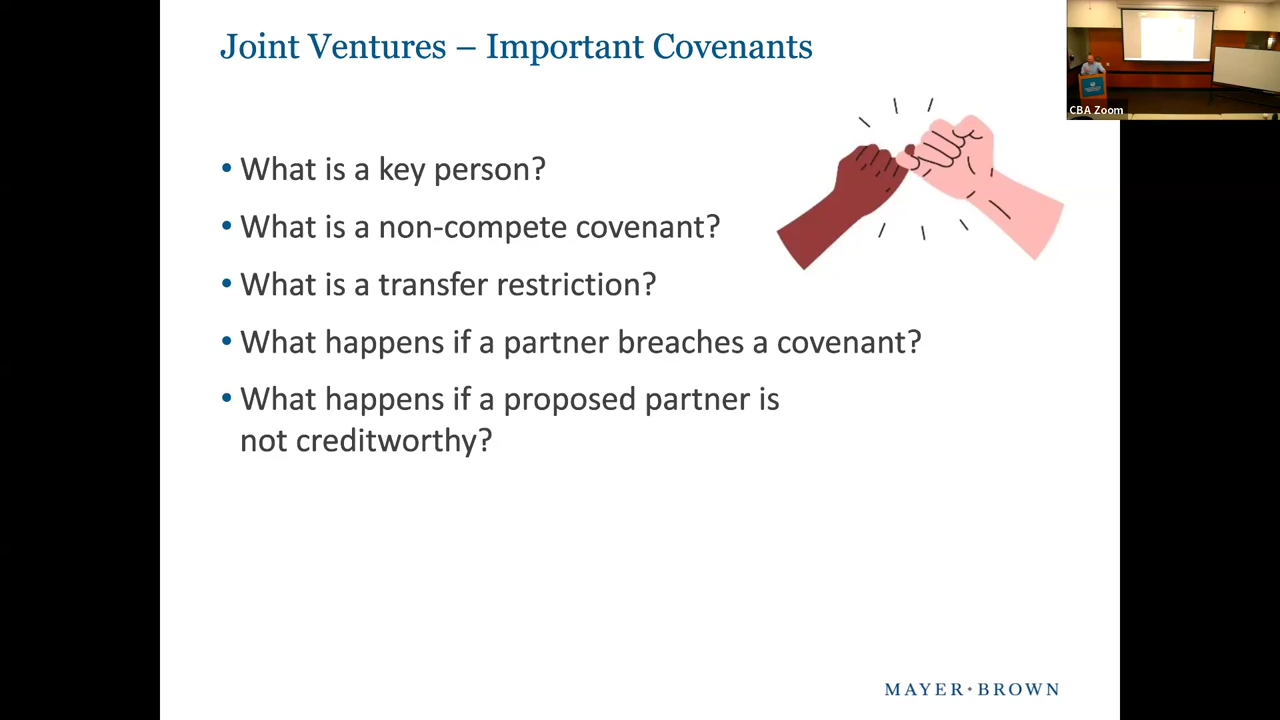 Joint Ventures – Important Covenants
CBA Zoom
• What is a key person?
• What is a non-compete covenant?
• What is a transfer restriction?
• What happens if a partner breaches a covenant?
• What happens if a proposed partner is
not creditworthy?
MAYER•BROWN